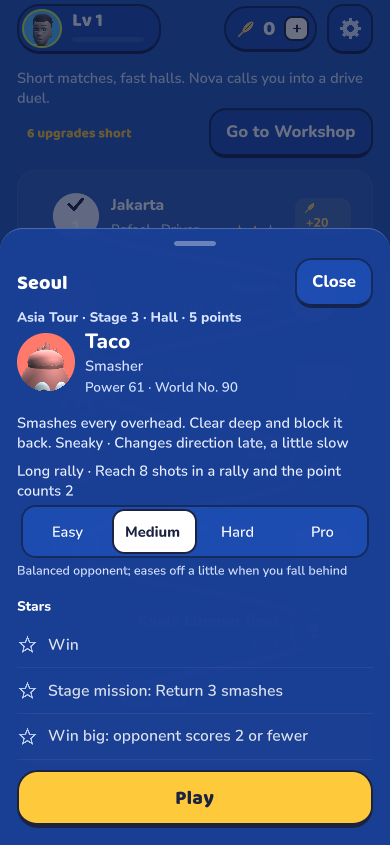 Lv 1
0
+
Short matches, fast halls. Nova calls you into a drive
duel.
6 upgrades short
Go to Workshop
Jakarta
+20
Seoul
Close
Asia Tour · Stage 3 · Hall · 5 points
Taco
Smasher
Power 61 · World No. 90
Smashes every overhead. Clear deep and block it
back. Sneaky · Changes direction late, a little slow
Long rally · Reach 8 shots in a rally and the point
counts 2
Easy
Medium
Hard
Pro
Balanced opponent; eases off a little when you fall behind
Stars
Win
Stage mission: Return 3 smashes
Win big: opponent scores 2 or fewer
Play